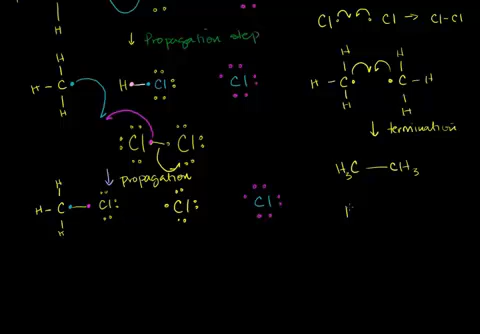 Cl Cl → Cl-Cl
H
↓ Propagation step
H
H - C H Cl Cl
H
H H
H - C C - H
H H
Cl - Cl
↓ termination
↓ propagation
H₃C — CH₃
H
H - C - Cl Cl Cl
H